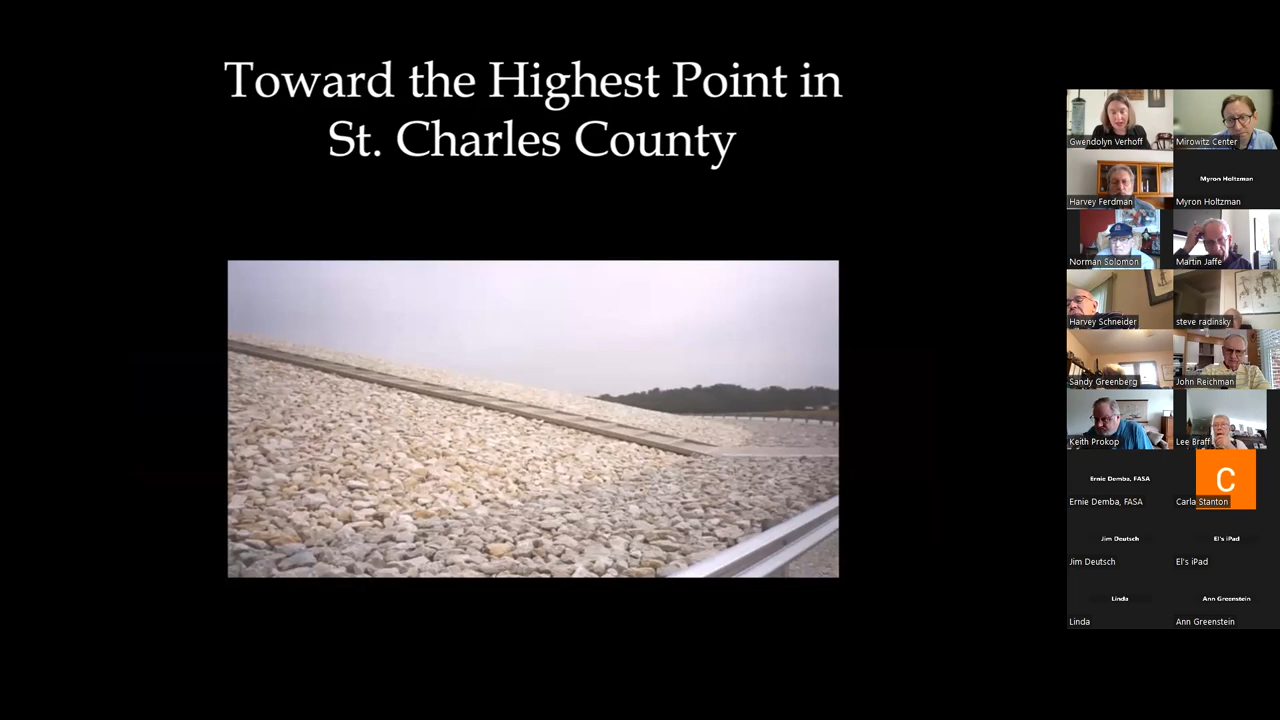 Toward the Highest Point in
St. Charles County
Gwendolyn Verhoff
Mirowitz Center
Harvey Ferdman
Myron Holtzman
Myron Holtzman
Norman Solomon
Martin Jaffe
Harvey Schneider
steve radinsky
Sandy Greenberg
John Reichman
Keith Prokop
Lee Braff
Ernie Demba, FASA
Ernie Demba, FASA
C
Carla Stanton
Jim Deutsch
Jim Deutsch
El's iPad
El's iPad
Linda
Linda
Ann Greenstein
Ann Greenstein